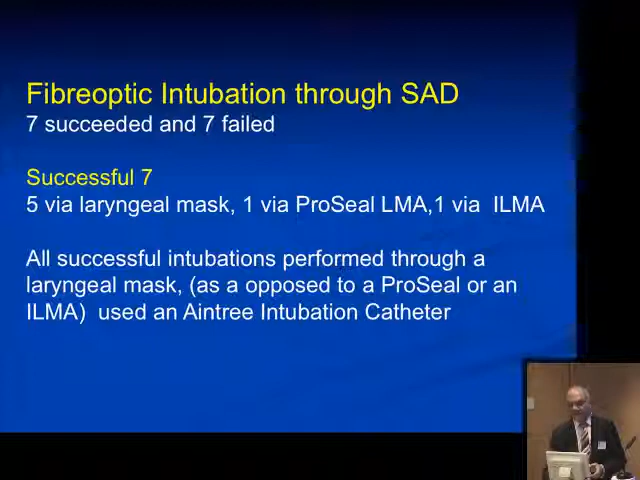 Fibreoptic Intubation through SAD
7 succeeded and 7 failed
Successful 7
5 via laryngeal mask, 1 via ProSeal LMA,1 via ILMA
All successful intubations performed through a
laryngeal mask, (as a opposed to a ProSeal or an
ILMA) used an Aintree Intubation Catheter